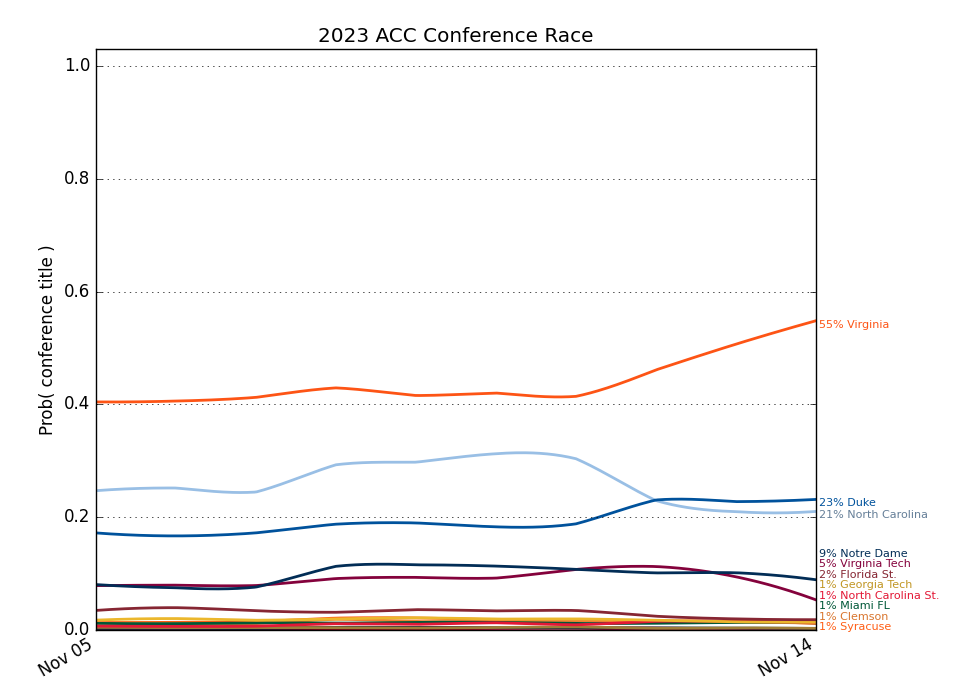 2023 ACC Conference Race
1.0
0.8
0.6
0.4
0.2
0.0
Prob( conference title )
Nov 05
Nov 14
55% Virginia
23% Duke
21% North Carolina
9% Notre Dame
5% Virginia Tech
2% Florida St.
1% Georgia Tech
1% North Carolina St.
1% Miami FL
1% Clemson
1% Syracuse